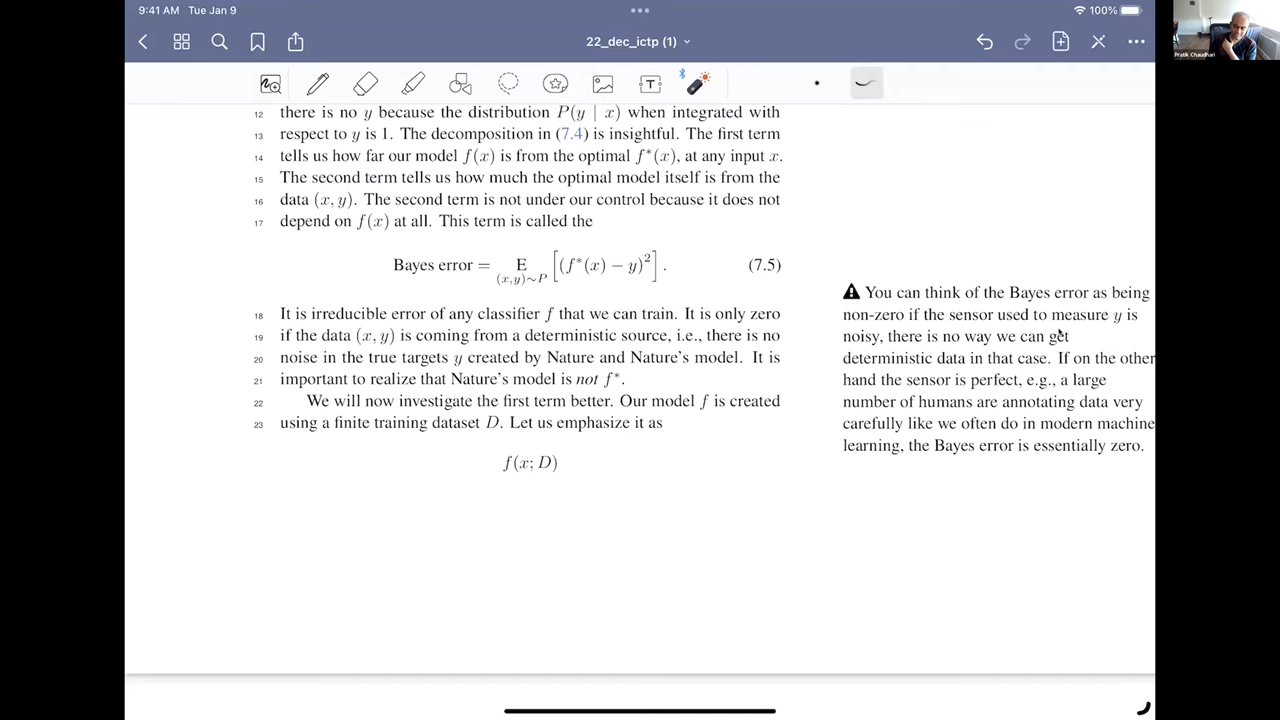 9:41 AM Tue Jan 9
100%
22_dec_ictp (1)
Pratik Chaudhari
12 there is no y because the distribution P(y | x) when integrated with
13 respect to y is 1. The decomposition in (7.4) is insightful. The first term
14 tells us how far our model f(x) is from the optimal f*(x), at any input x.
15 The second term tells us how much the optimal model itself is from the
16 data (x, y). The second term is not under our control because it does not
17 depend on f(x) at all. This term is called the
Bayes error = E_{(x,y)∼P} [(f*(x) − y)²]. (7.5)
18 It is irreducible error of any classifier f that we can train. It is only zero
19 if the data (x, y) is coming from a deterministic source, i.e., there is no
20 noise in the true targets y created by Nature and Nature's model. It is
21 important to realize that Nature's model is not f*.
22 We will now investigate the first term better. Our model f is created
23 using a finite training dataset D. Let us emphasize it as
f(x; D)
You can think of the Bayes error as being
non-zero if the sensor used to measure y is
noisy, there is no way we can get
deterministic data in that case. If on the other
hand the sensor is perfect, e.g., a large
number of humans are annotating data very
carefully like we often do in modern machine
learning, the Bayes error is essentially zero.